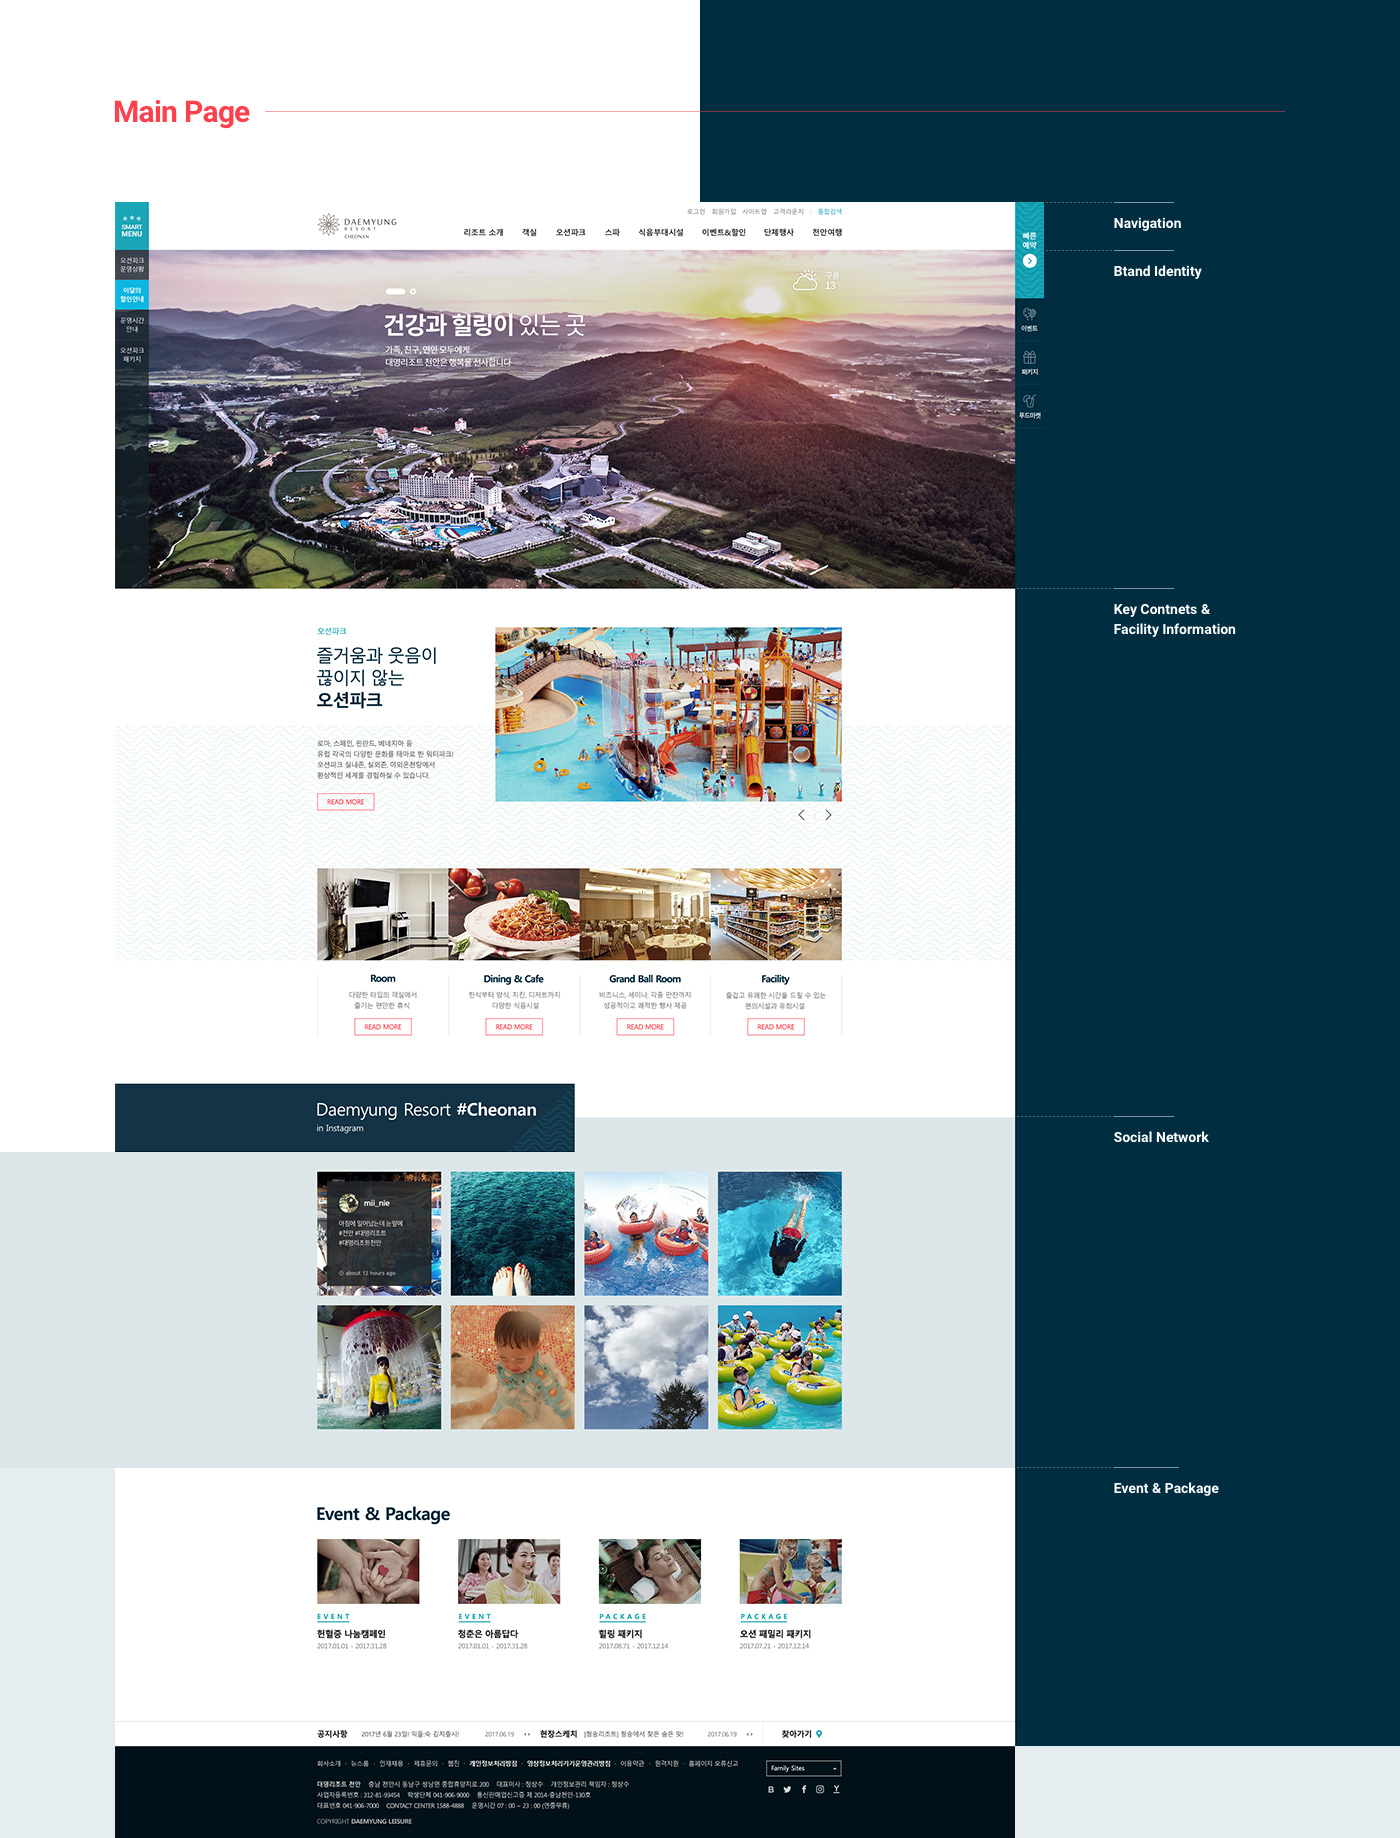 Main Page
Navigation
Btand Identity
Key Contnets &
Facility Information
Social Network
Event & Package
SMART
MENU
오션파크
운영상황
이달의
할인안내
운영시간
안내
오션파크
패키지
DAEMYUNG
RESORT
CHEONAN
로그인 회원가입 사이트맵 고객라운지 | 통합검색
리조트 소개 객실 오션파크 스파 식음부대시설 이벤트&할인 단체행사 천안여행
빠른
예약
이벤트
패키지
푸드마켓
구름
13°C
건강과 힐링이 있는 곳
가족, 친구, 연인 모두에게
대명리조트 천안은 행복을 선사합니다
오션파크
즐거움과 웃음이
끊이지 않는
오션파크
로마, 스페인, 핀란드, 베네치아 등
유럽 각국의 다양한 문화를 테마로 한 워터파크!
오션파크 실내존, 실외존, 야외온천탕에서
환상적인 세계를 경험하실 수 있습니다.
READ MORE
Room
다양한 타입의 객실에서
즐기는 편안한 휴식
READ MORE
Dining & Cafe
한식부터 양식, 치킨, 디저트까지
다양한 식음시설
READ MORE
Grand Ball Room
비즈니스, 세미나, 각종 만찬까지
성공적이고 쾌적한 행사 제공
READ MORE
Facility
즐겁고 유쾌한 시간을 드릴 수 있는
편의시설과 유희시설
READ MORE
Daemyung Resort #Cheonan
in Instagram
mii_nie
아침에 일어났는데 눈앞에
#천안 #대명리조트
#대명리조트천안
about 12 hours ago
Event & Package
EVENT
헌혈증 나눔캠페인
2017.01.01 - 2017.31.28
EVENT
청춘은 아름답다
2017.01.01 - 2017.31.28
PACKAGE
힐링 패키지
2017.08.71 - 2017.12.14
PACKAGE
오션 패밀리 패키지
2017.07.21 - 2017.12.14
공지사항 2017년 6월 23일! 익을:숙 김치출시! 2017.06.19
현장스케치 [청송리조트] 청송에서 찾은 숨은 맛! 2017.06.19
찾아가기
회사소개 · 뉴스룸 · 인재채용 · 제휴문의 · 웹진 · 개인정보처리방침 · 영상정보처리기기운영관리방침 · 이용약관 · 원격지원 · 홈페이지 오류신고
대명리조트 천안 충남 천안시 동남구 성남면 종합휴양지로 200 대표이사 : 정상수 개인정보관리 책임자 : 정상수
사업자등록번호 : 312-81-93454 학생단체 041-906-9000 통신판매업신고증 제 2014-충남천안-130호
대표번호 041-906-7000 CONTACT CENTER 1588-4888 운영시간 07 : 00 ~ 23 : 00 (연중무휴)
COPYRIGHT DAEMYUNG LEISURE
Family Sites